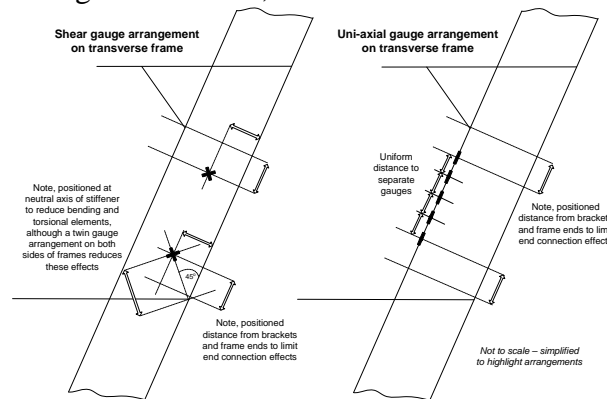 Shear gauge arrangement
on transverse frame
Uni-axial gauge arrangement
on transverse frame
Uniform
distance to
separate
gauges
Note, positioned at
neutral axis of stiffener
to reduce bending and
torsional elements,
although a twin gauge
arrangement on both
sides of frames reduces
these effects
Note, positioned
distance from bracket
and frame ends to limi
end connection effect
45°
Note, positioned
distance from brackets
and frame ends to limit
end connection effects
Not to scale – simplified
to highlight arrangements